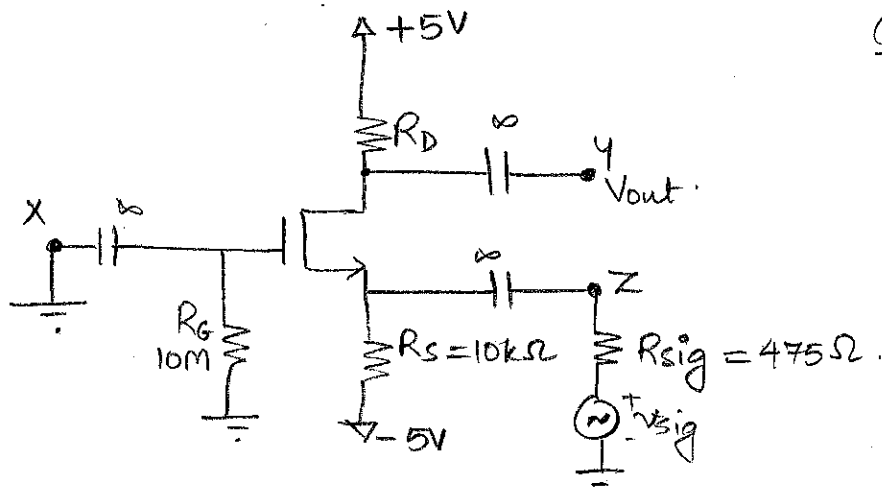 +5V
RD
∞
Y
Vout.
X
∞
∞
Z
RG
10M
RS = 10kΩ
Rsig = 475Ω.
+
vsig
-
-5V